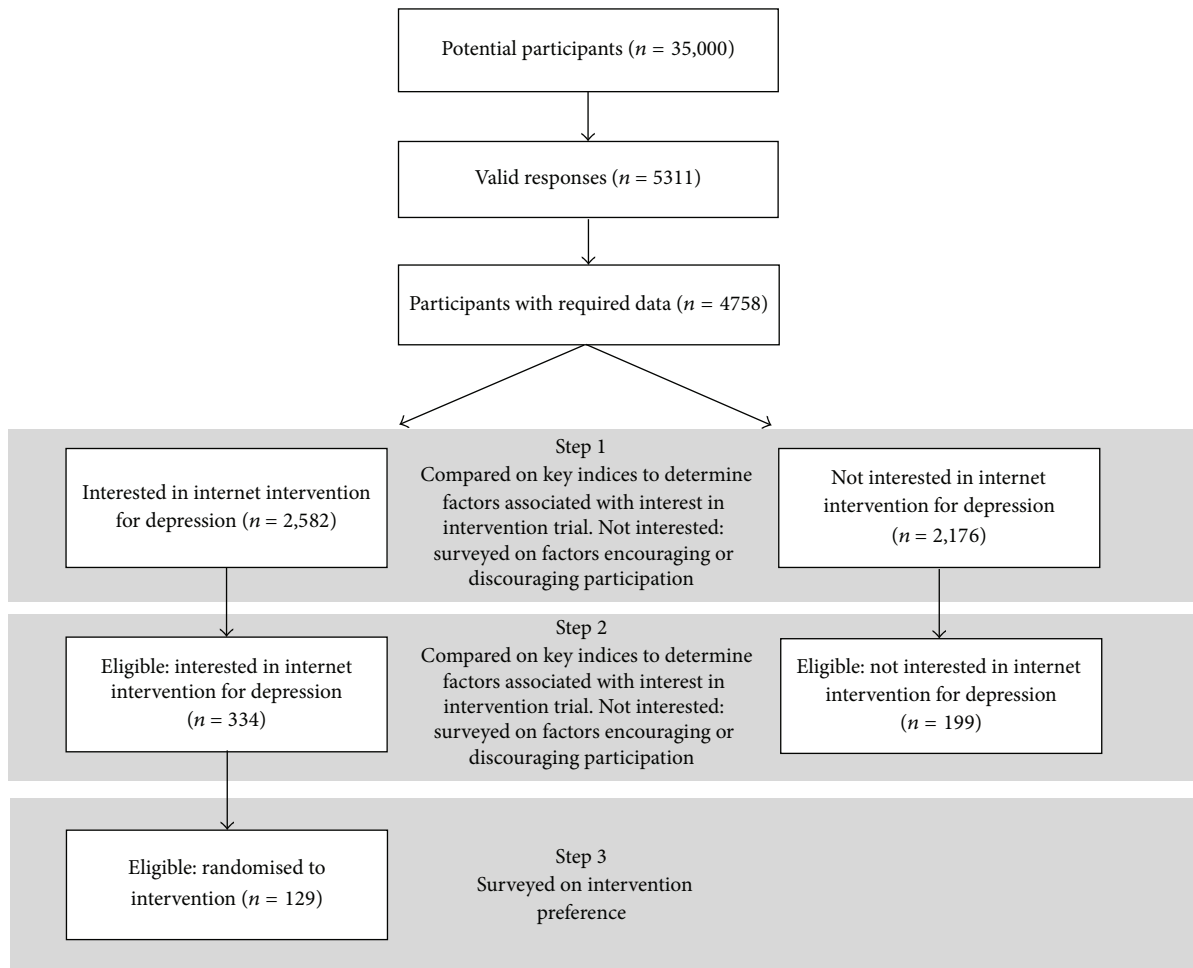 Potential participants (n = 35,000)
Valid responses (n = 5311)
Participants with required data (n = 4758)
Interested in internet intervention
for depression (n = 2,582)
Step 1
Compared on key indices to determine
factors associated with interest in
intervention trial. Not interested:
surveyed on factors encouraging or
discouraging participation
Not interested in internet
intervention for depression
(n = 2,176)
Eligible: interested in internet
intervention for depression
(n = 334)
Step 2
Compared on key indices to determine
factors associated with interest in
intervention trial. Not interested:
surveyed on factors encouraging or
discouraging participation
Eligible: not interested in internet
intervention for depression
(n = 199)
Eligible: randomised to
intervention (n = 129)
Step 3
Surveyed on intervention
preference